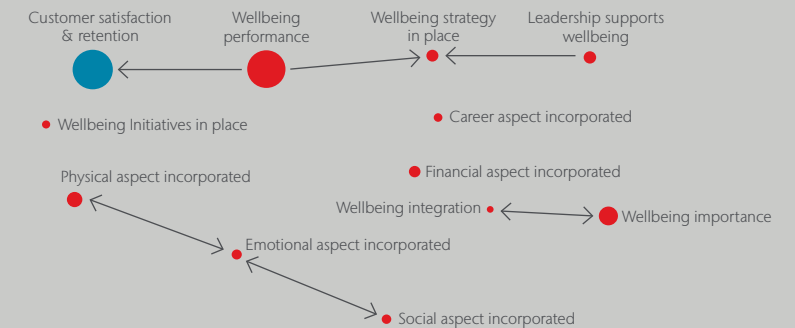 Customer satisfaction
& retention
Wellbeing
performance
Wellbeing strategy
in place
Leadership supports
wellbeing
Wellbeing Initiatives in place
Career aspect incorporated
Physical aspect incorporated
Financial aspect incorporated
Wellbeing integration
Wellbeing importance
Emotional aspect incorporated
Social aspect incorporated